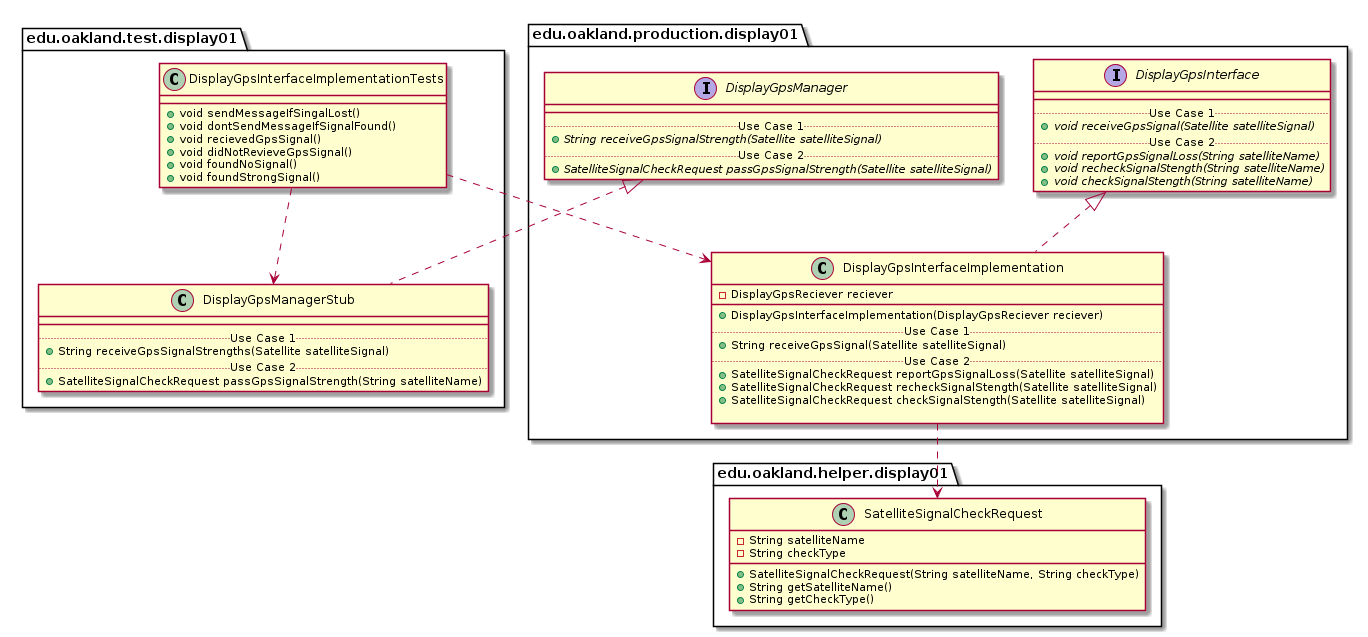 edu.oakland.test.display01
C DisplayGpsInterfaceImplementationTests
void sendMessageIfSingalLost()
void dontSendMessageIfSignalFound()
void recievedGpsSignal()
void didNotRevieveGpsSignal()
void foundNoSignal()
void foundStrongSignal()
C DisplayGpsManagerStub
Use Case 1
String receiveGpsSignalStrengths(Satellite satelliteSignal)
Use Case 2
SatelliteSignalCheckRequest passGpsSignalStrength(String satelliteName)
edu.oakland.production.display01
I DisplayGpsManager
Use Case 1
String receiveGpsSignalStrength(Satellite satelliteSignal)
Use Case 2
SatelliteSignalCheckRequest passGpsSignalStrength(Satellite satelliteSignal)
I DisplayGpsInterface
Use Case 1
void receiveGpsSignal(Satellite satelliteSignal)
Use Case 2
void reportGpsSignalLoss(String satelliteName)
void recheckSignalStength(String satelliteName)
void checkSignalStength(String satelliteName)
C DisplayGpsInterfaceImplementation
DisplayGpsReciever reciever
DisplayGpsInterfaceImplementation(DisplayGpsReciever reciever)
Use Case 1
String receiveGpsSignal(Satellite satelliteSignal)
Use Case 2
SatelliteSignalCheckRequest reportGpsSignalLoss(Satellite satelliteSignal)
SatelliteSignalCheckRequest recheckSignalStength(Satellite satelliteSignal)
SatelliteSignalCheckRequest checkSignalStength(Satellite satelliteSignal)
edu.oakland.helper.display01
C SatelliteSignalCheckRequest
String satelliteName
String checkType
SatelliteSignalCheckRequest(String satelliteName, String checkType)
String getSatelliteName()
String getCheckType()